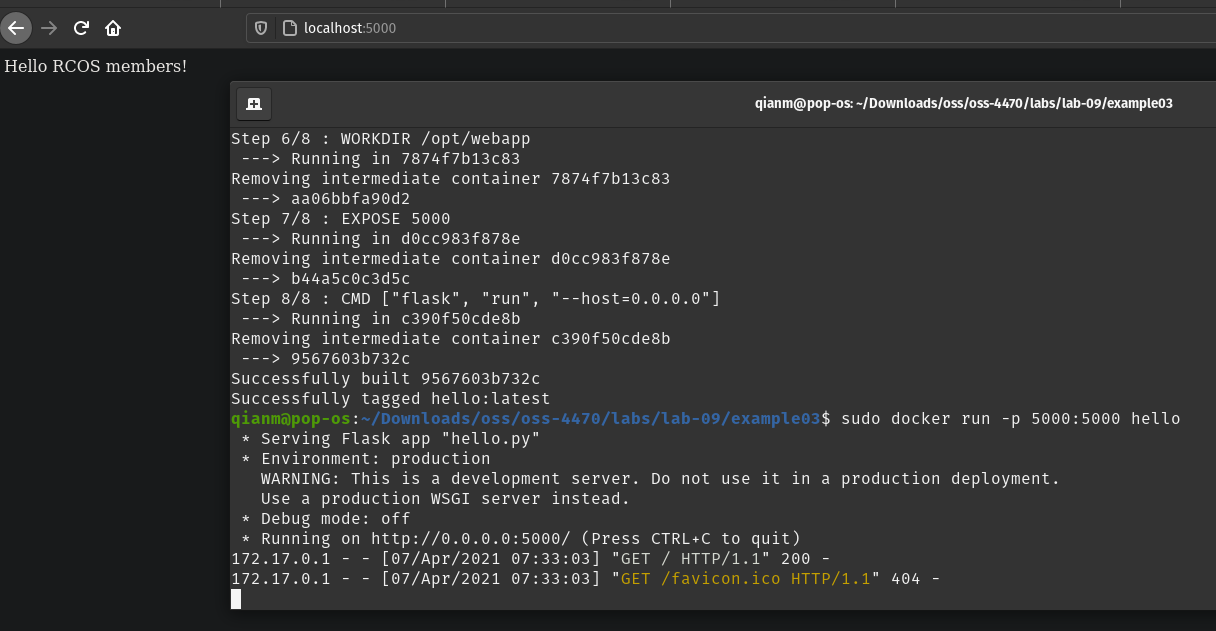 localhost:5000
Hello RCOS members!
qianm@pop-os: ~/Downloads/oss/oss-4470/labs/lab-09/example03
Step 6/8 : WORKDIR /opt/webapp
 ---> Running in 7874f7b13c83
Removing intermediate container 7874f7b13c83
 ---> aa06bbfa90d2
Step 7/8 : EXPOSE 5000
 ---> Running in d0cc983f878e
Removing intermediate container d0cc983f878e
 ---> b44a5c0c3d5c
Step 8/8 : CMD ["flask", "run", "--host=0.0.0.0"]
 ---> Running in c390f50cde8b
Removing intermediate container c390f50cde8b
 ---> 9567603b732c
Successfully built 9567603b732c
Successfully tagged hello:latest
qianm@pop-os:~/Downloads/oss/oss-4470/labs/lab-09/example03$ sudo docker run -p 5000:5000 hello
 * Serving Flask app "hello.py"
 * Environment: production
   WARNING: This is a development server. Do not use it in a production deployment.
   Use a production WSGI server instead.
 * Debug mode: off
 * Running on http://0.0.0.0:5000/ (Press CTRL+C to quit)
172.17.0.1 - - [07/Apr/2021 07:33:03] "GET / HTTP/1.1" 200 -
172.17.0.1 - - [07/Apr/2021 07:33:03] "GET /favicon.ico HTTP/1.1" 404 -